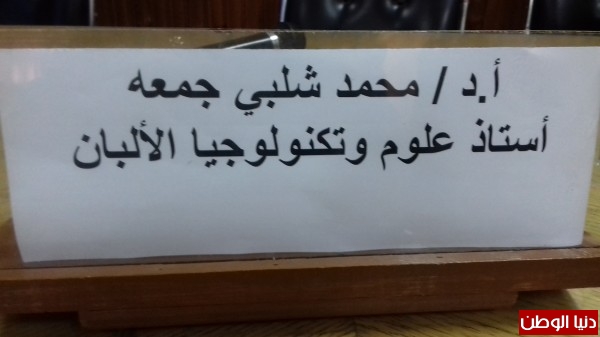 أ.د / محمد شلبي جمعه
أستاذ علوم وتكنولوجيا الألبان
دنيا الوطن